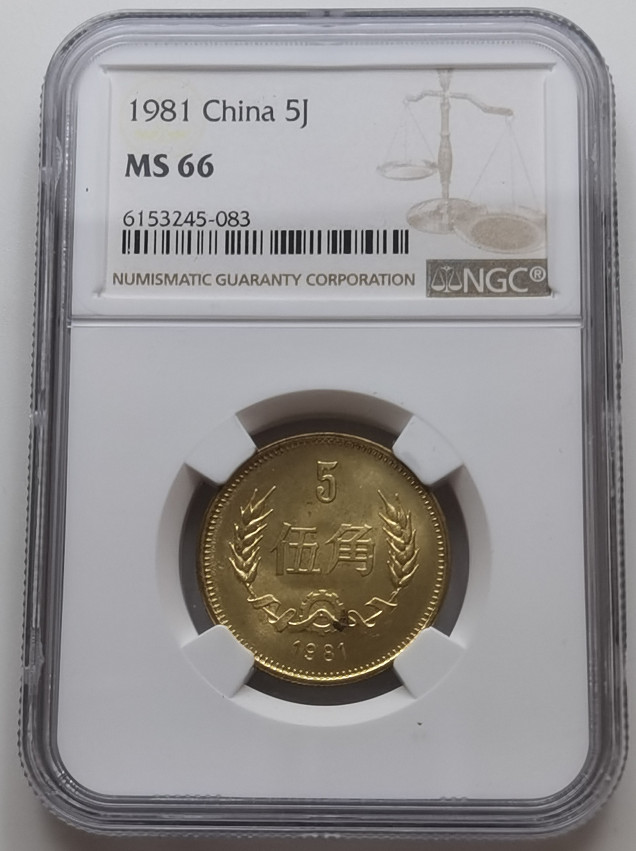 1981 China 5J
MS 66
6153245-083
NUMISMATIC GUARANTY CORPORATION
NGC®
5
伍角
1981